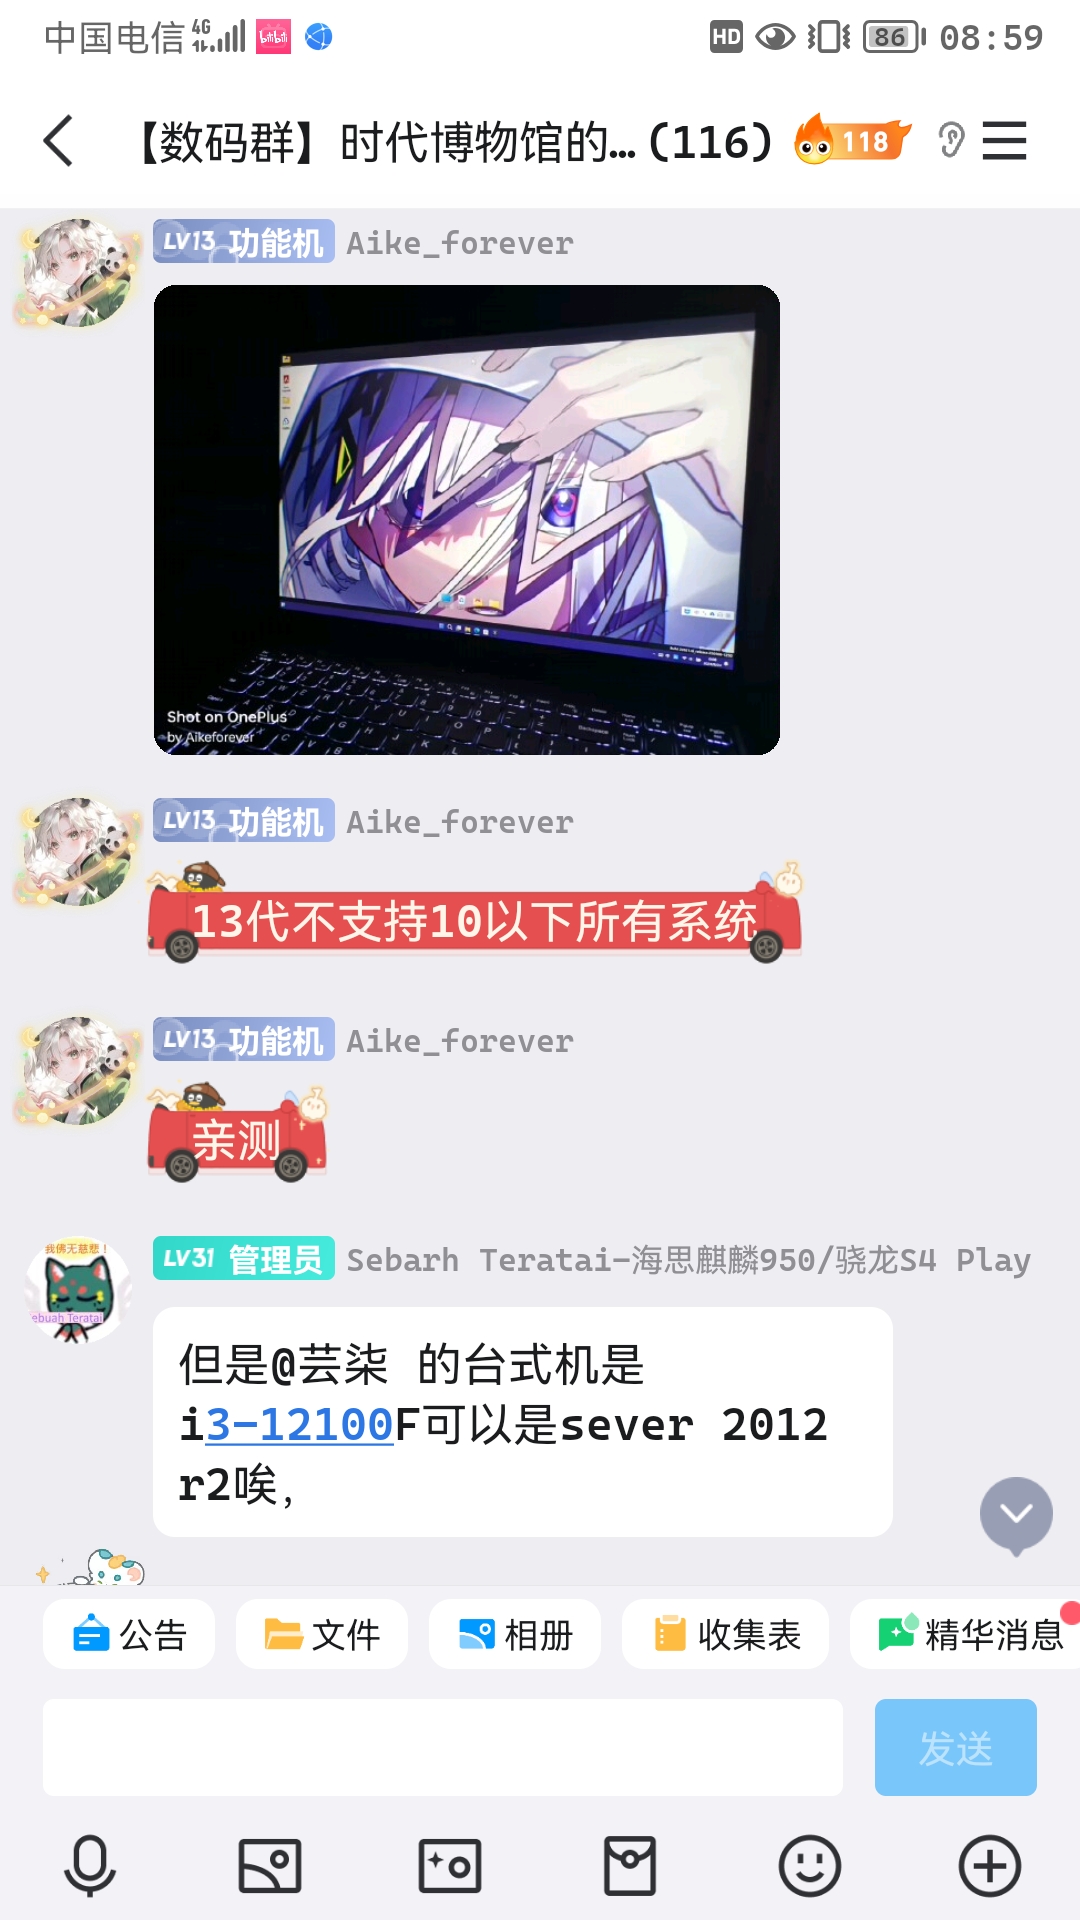 中国电信 4G bilibili HD 86 08:59
【数码群】时代博物馆的...(116) 118
LV13 功能机 Aike_forever
Shot on OnePlus
by Aikeforever
LV13 功能机 Aike_forever
13代不支持10以下所有系统
LV13 功能机 Aike_forever
亲测
我佛无慈悲！
ebuah Teratai
LV31 管理员 Sebarh Teratai-海思麒麟950/骁龙S4 Play
但是@芸柒 的台式机是
i3-12100F可以是sever 2012
r2唉，
公告 文件 相册 收集表 精华消息
发送